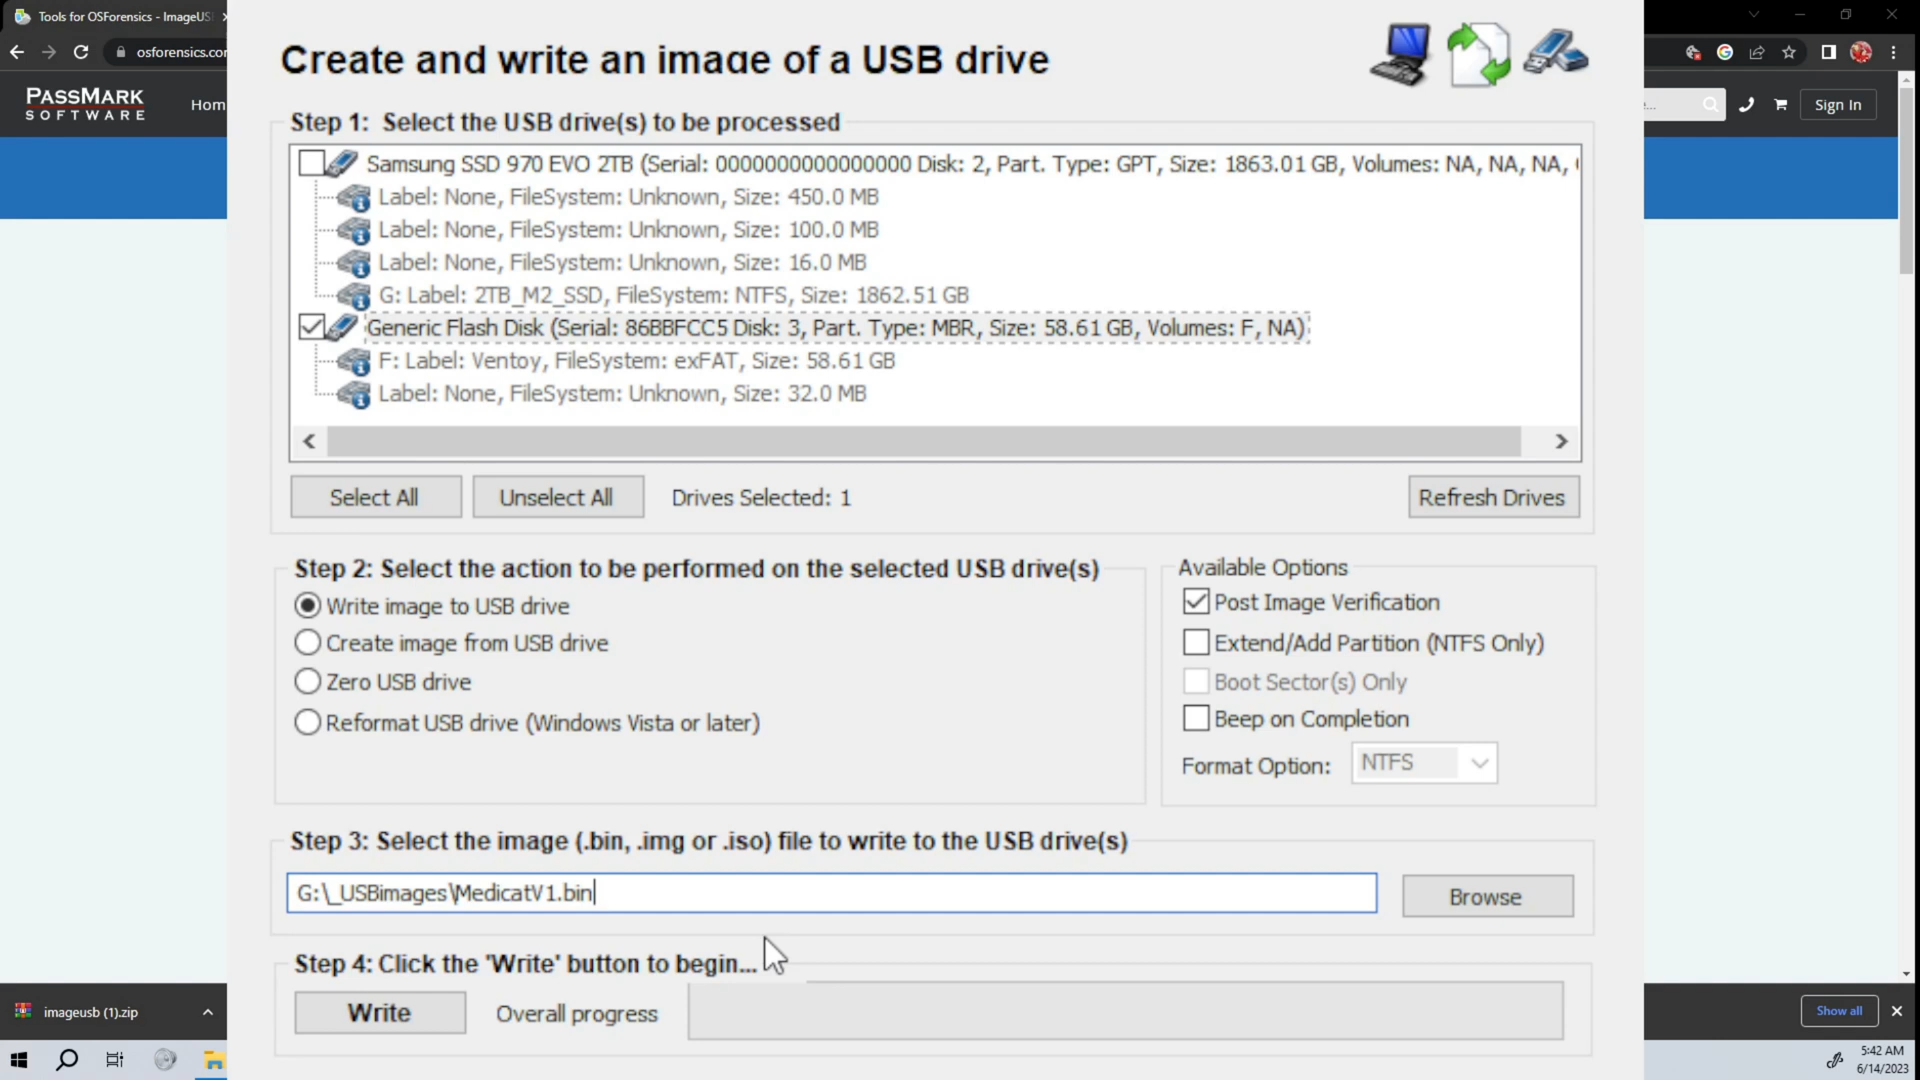 Tools for OSForensics - ImageUS
osforensics.co
PASSMARK
SOFTWARE
Hom
Sign In
Create and write an image of a USB drive
Step 1: Select the USB drive(s) to be processed
Samsung SSD 970 EVO 2TB (Serial: 0000000000000000 Disk: 2, Part. Type: GPT, Size: 1863.01 GB, Volumes: NA, NA, NA,
Label: None, FileSystem: Unknown, Size: 450.0 MB
Label: None, FileSystem: Unknown, Size: 100.0 MB
Label: None, FileSystem: Unknown, Size: 16.0 MB
G: Label: 2TB_M2_SSD, FileSystem: NTFS, Size: 1862.51 GB
Generic Flash Disk (Serial: 86BBFCC5 Disk: 3, Part. Type: MBR, Size: 58.61 GB, Volumes: F, NA)
F: Label: Ventoy, FileSystem: exFAT, Size: 58.61 GB
Label: None, FileSystem: Unknown, Size: 32.0 MB
Select All
Unselect All
Drives Selected: 1
Refresh Drives
Step 2: Select the action to be performed on the selected USB drive(s)
Write image to USB drive
Create image from USB drive
Zero USB drive
Reformat USB drive (Windows Vista or later)
Available Options
Post Image Verification
Extend/Add Partition (NTFS Only)
Boot Sector(s) Only
Beep on Completion
Format Option: NTFS
Step 3: Select the image (.bin, .img or .iso) file to write to the USB drive(s)
G:\_USBimages\MedicatV1.bin
Browse
Step 4: Click the 'Write' button to begin...
Write
Overall progress
imageusb (1).zip
Show all
5:42 AM
6/14/2023